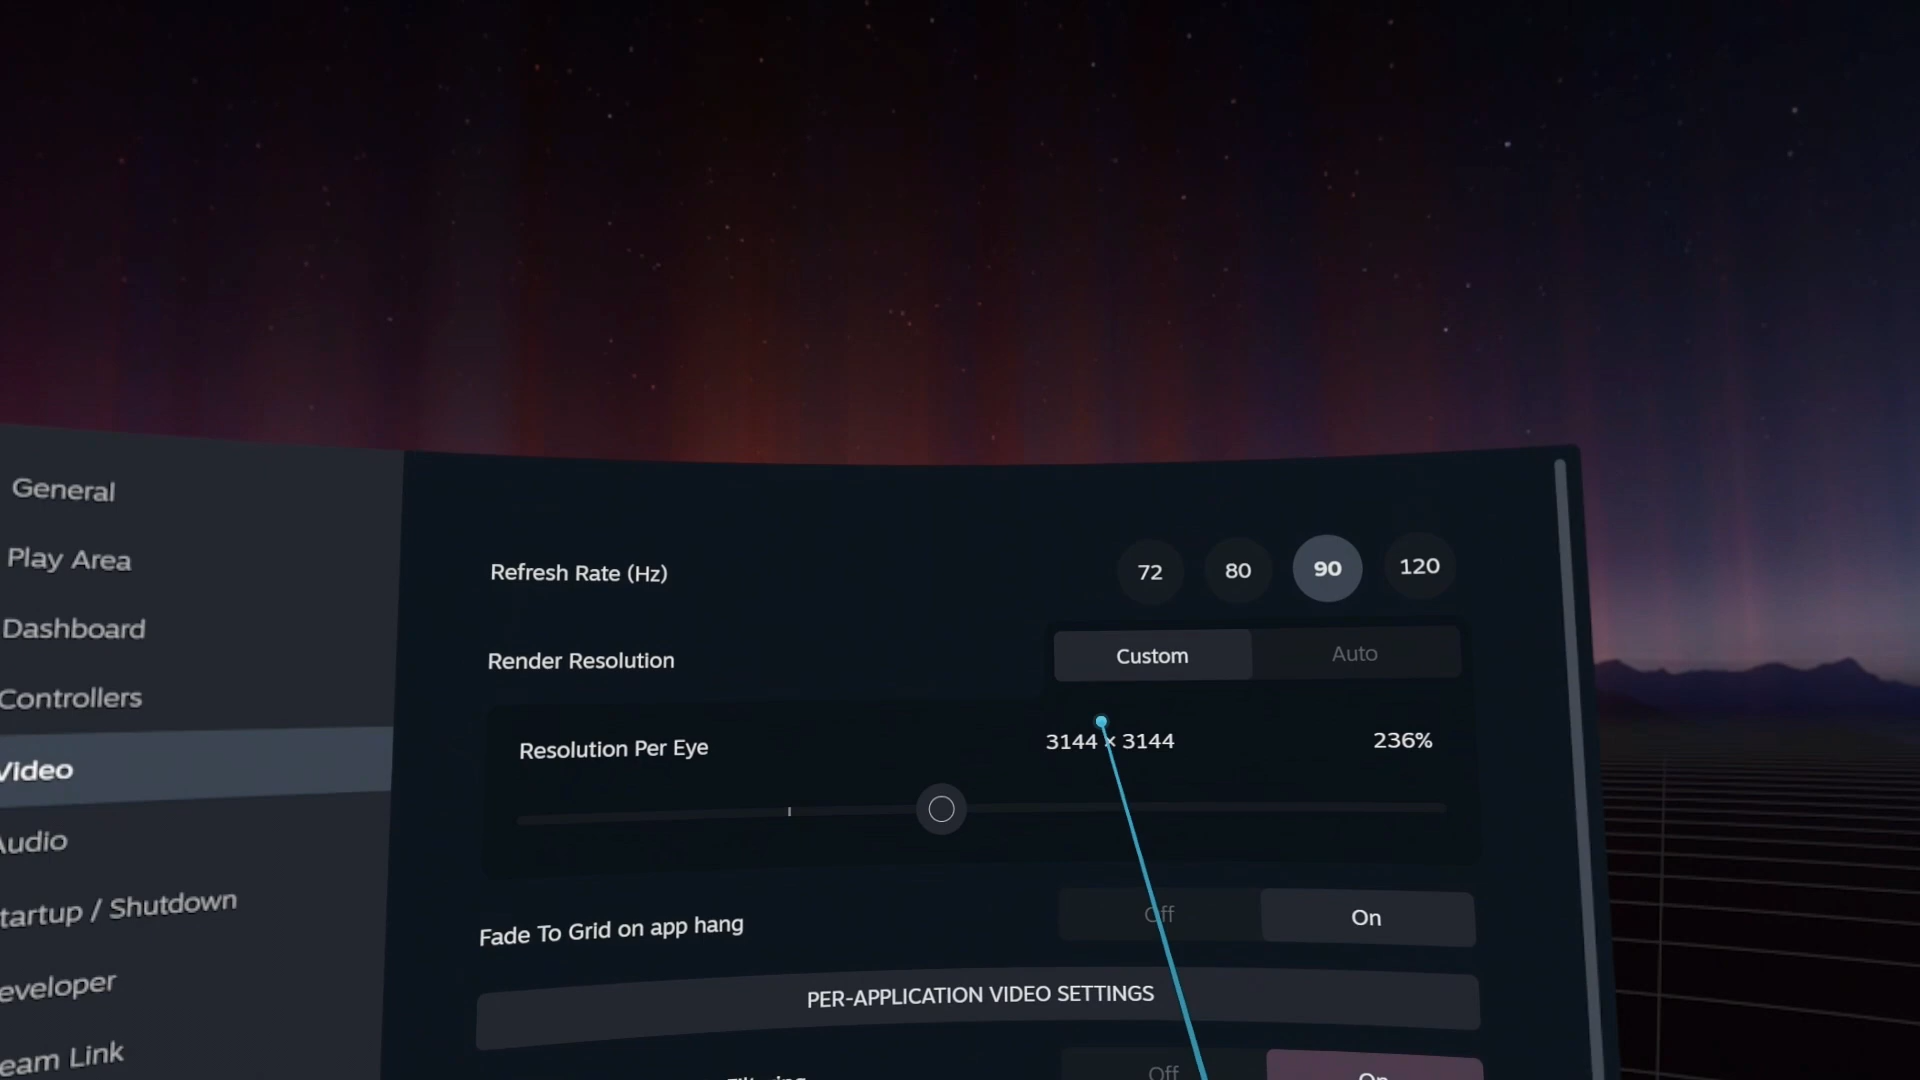 General
Play Area
Dashboard
Controllers
Video
Audio
tartup / Shutdown
eveloper
eam Link
Refresh Rate (Hz)
72
80
90
120
Render Resolution
Custom
Auto
Resolution Per Eye
3144 × 3144
236%
Fade To Grid on app hang
Off
On
PER-APPLICATION VIDEO SETTINGS
Filtering
Off
On